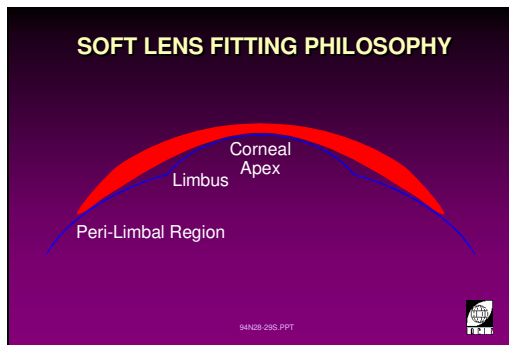 SOFT LENS FITTING PHILOSOPHY
Corneal
Apex
Limbus
Peri-Limbal Region
94N28-29S.PPT